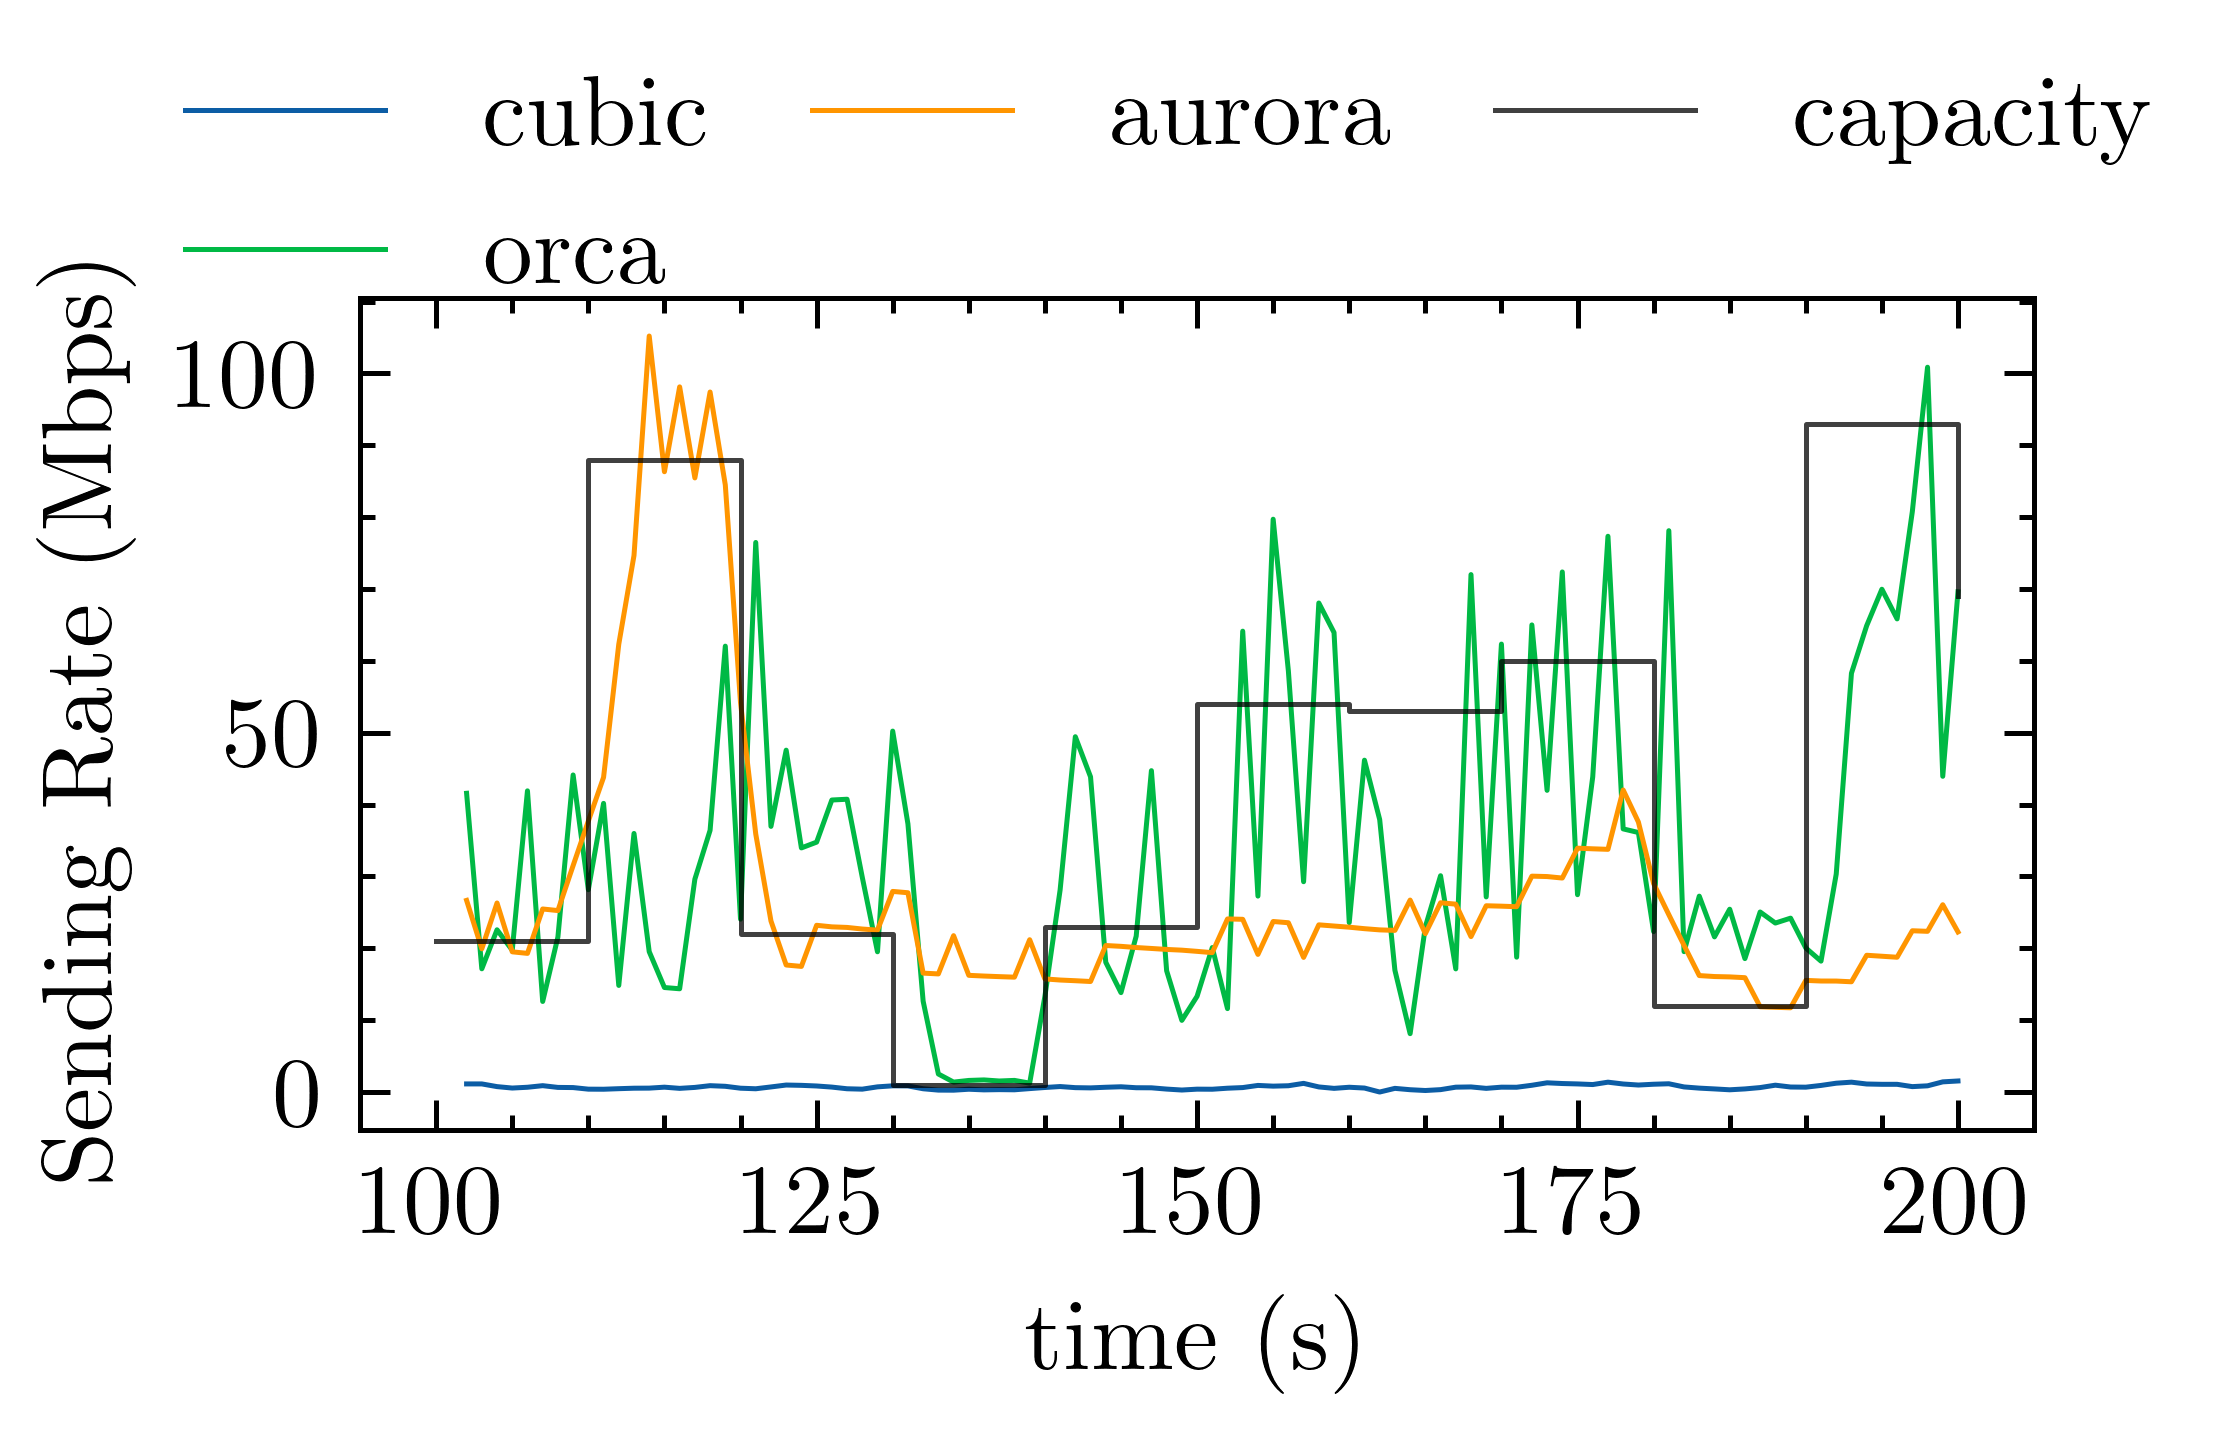 cubic aurora capacity
orca
Sending Rate (Mbps)
100
50
0
100 125 150 175 200
time (s)